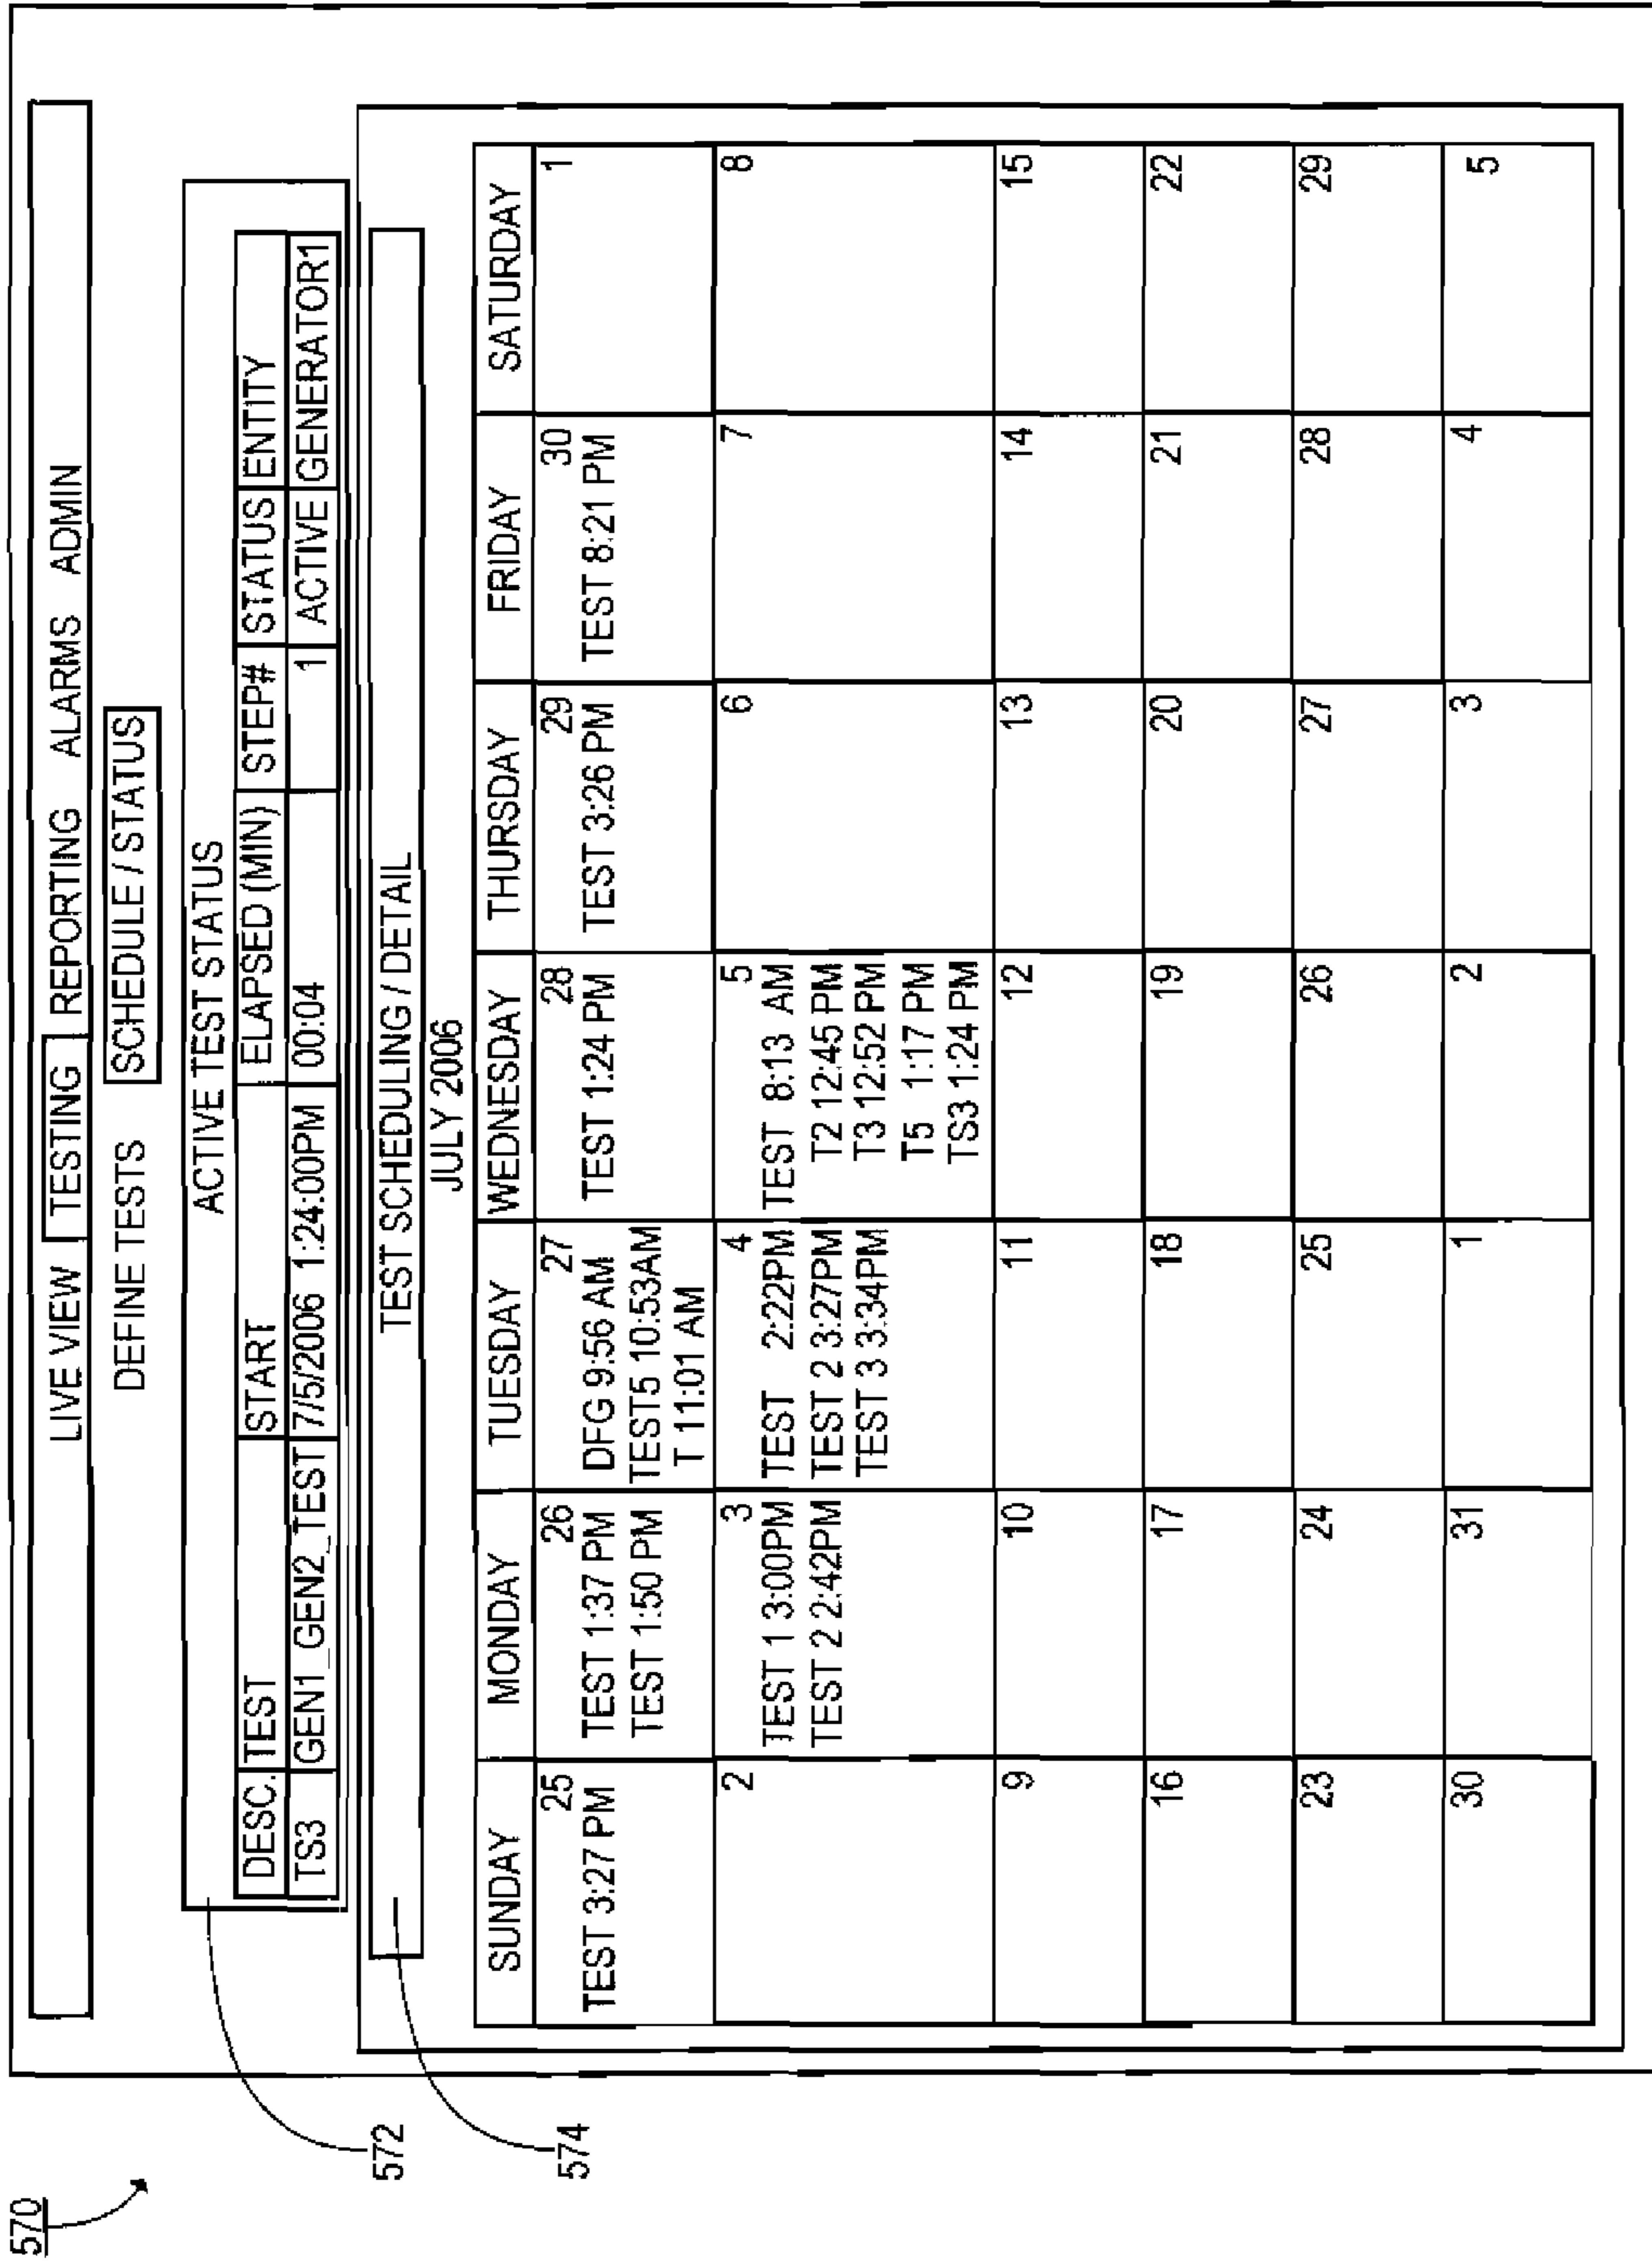 570
LIVE VIEW TESTING REPORTING ALARMS ADMIN
DEFINE TESTS SCHEDULE / STATUS
572
ACTIVE TEST STATUS
DESC. TEST START ELAPSED (MIN) STEP# STATUS ENTITY
TS3 GEN1_GEN2_TEST 7/5/2006 1:24:00PM 00:04 1 ACTIVE GENERATOR1
574
TEST SCHEDULING / DETAIL
JULY 2006
SUNDAY MONDAY TUESDAY WEDNESDAY THURSDAY FRIDAY SATURDAY
25 26 27 28 29 30 1
TEST 3:27 PM TEST 1:37 PM DFG 9:56 AM TEST 1:24 PM TEST 3:26 PM TEST 8:21 PM
TEST 1:50 PM TEST5 10:53AM
T 11:01 AM
2 3 4 5 6 7 8
TEST 1 3:00PM TEST 2:22PM TEST 8:13 AM
TEST 2 2:42PM TEST 2 3:27PM T2 12:45 PM
TEST 3 3:34PM T3 12:52 PM
T5 1:17 PM
TS3 1:24 PM
9 10 11 12 13 14 15
16 17 18 19 20 21 22
23 24 25 26 27 28 29
30 31 1 2 3 4 5